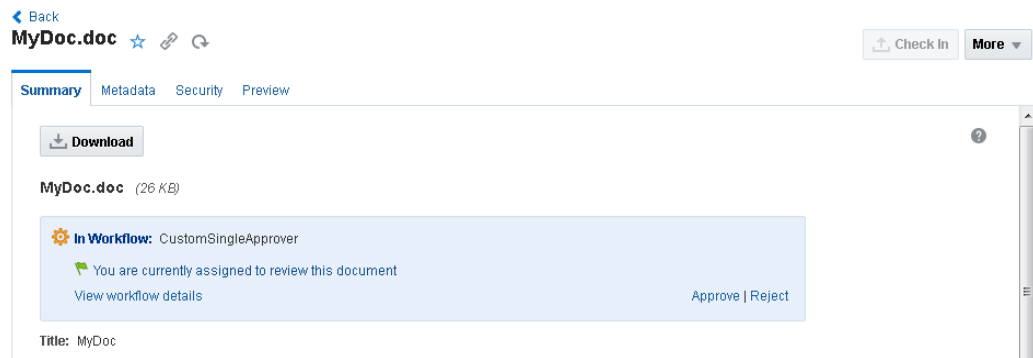 Back
MyDoc.doc
Check In More
Summary Metadata Security Preview
Download
MyDoc.doc (26 KB)
In Workflow: CustomSingleApprover
You are currently assigned to review this document
View workflow details Approve | Reject
Title: MyDoc